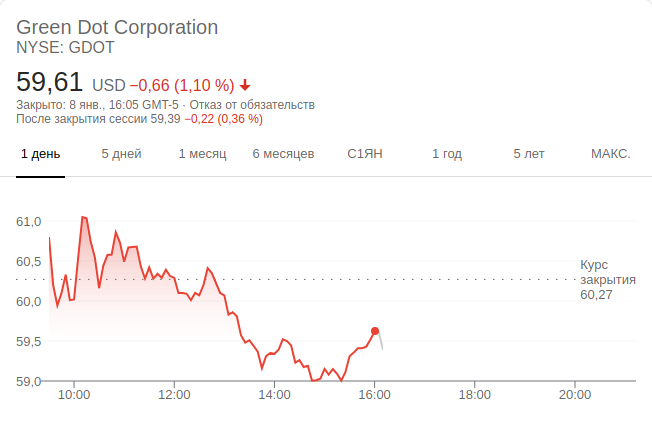 Green Dot Corporation
NYSE: GDOT
59,61 USD −0,66 (1,10 %)
Закрыто: 8 янв., 16:05 GMT-5 · Отказ от обязательств
После закрытия сессии 59,39 −0,22 (0,36 %)
1 день 5 дней 1 месяц 6 месяцев С1ЯН 1 год 5 лет МАКС.
61,0
60,5
60,0
59,5
59,0
Курс
закрытия
60,27
10:00 12:00 14:00 16:00 18:00 20:00